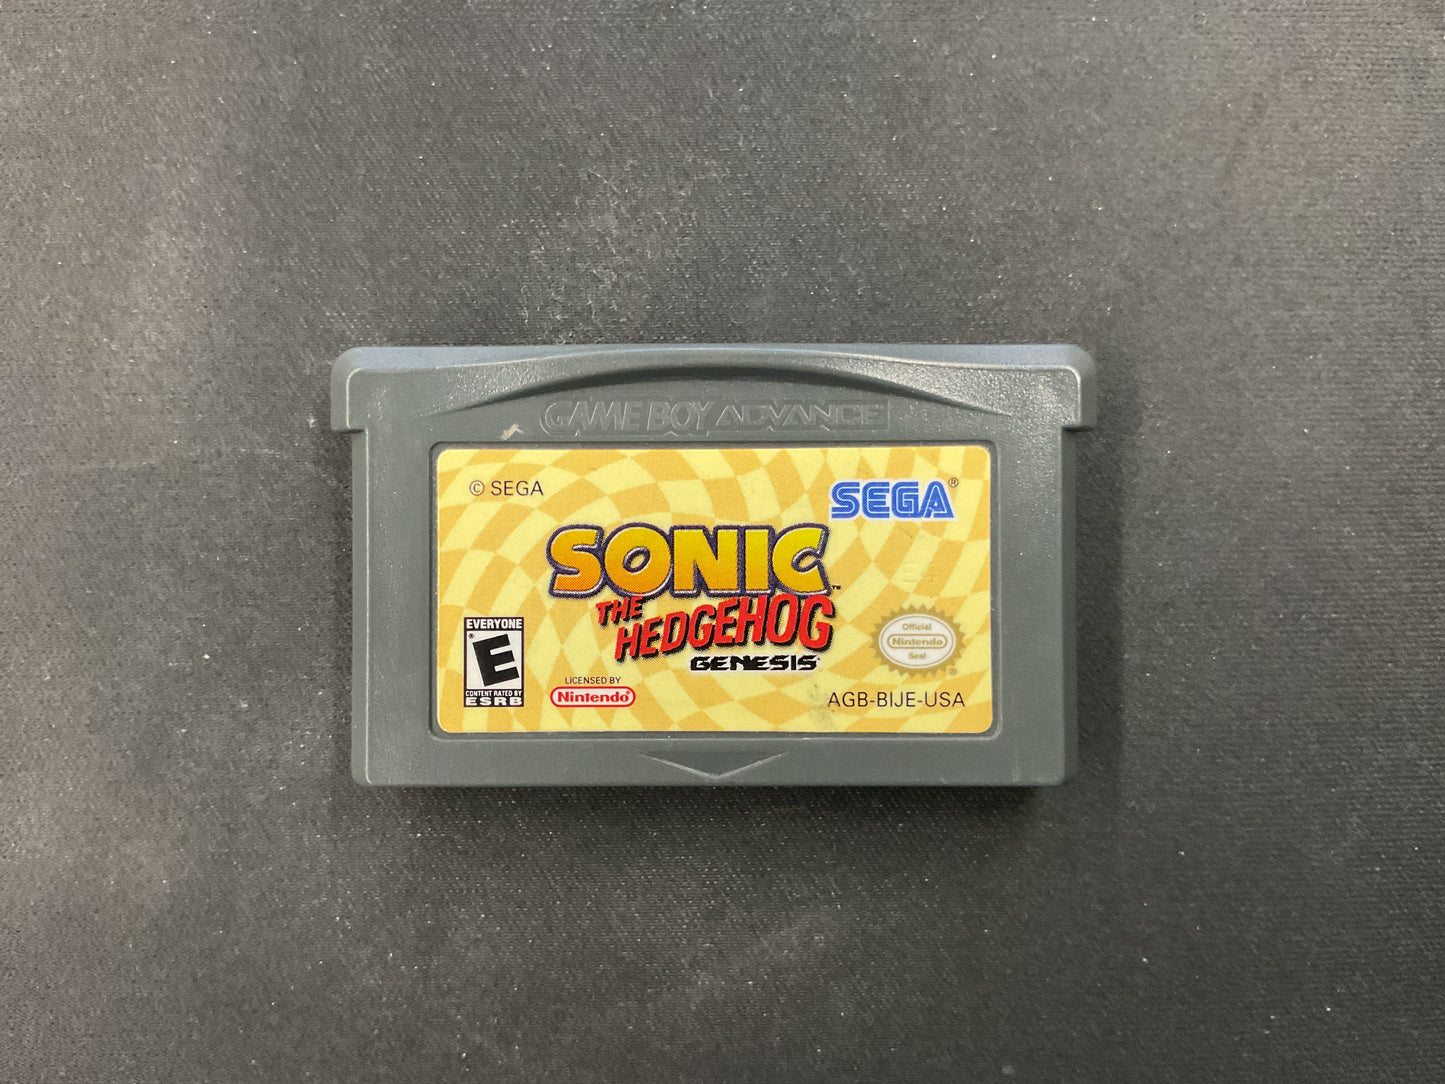 GAME BOY ADVANCE
© SEGA
SEGA®
SONIC
THE
HEDGEHOG
GENESIS
EVERYONE
E
CONTENT RATED BY
ESRB
LICENSED BY
Nintendo®
Official
Nintendo
Seal
AGB-BIJE-USA